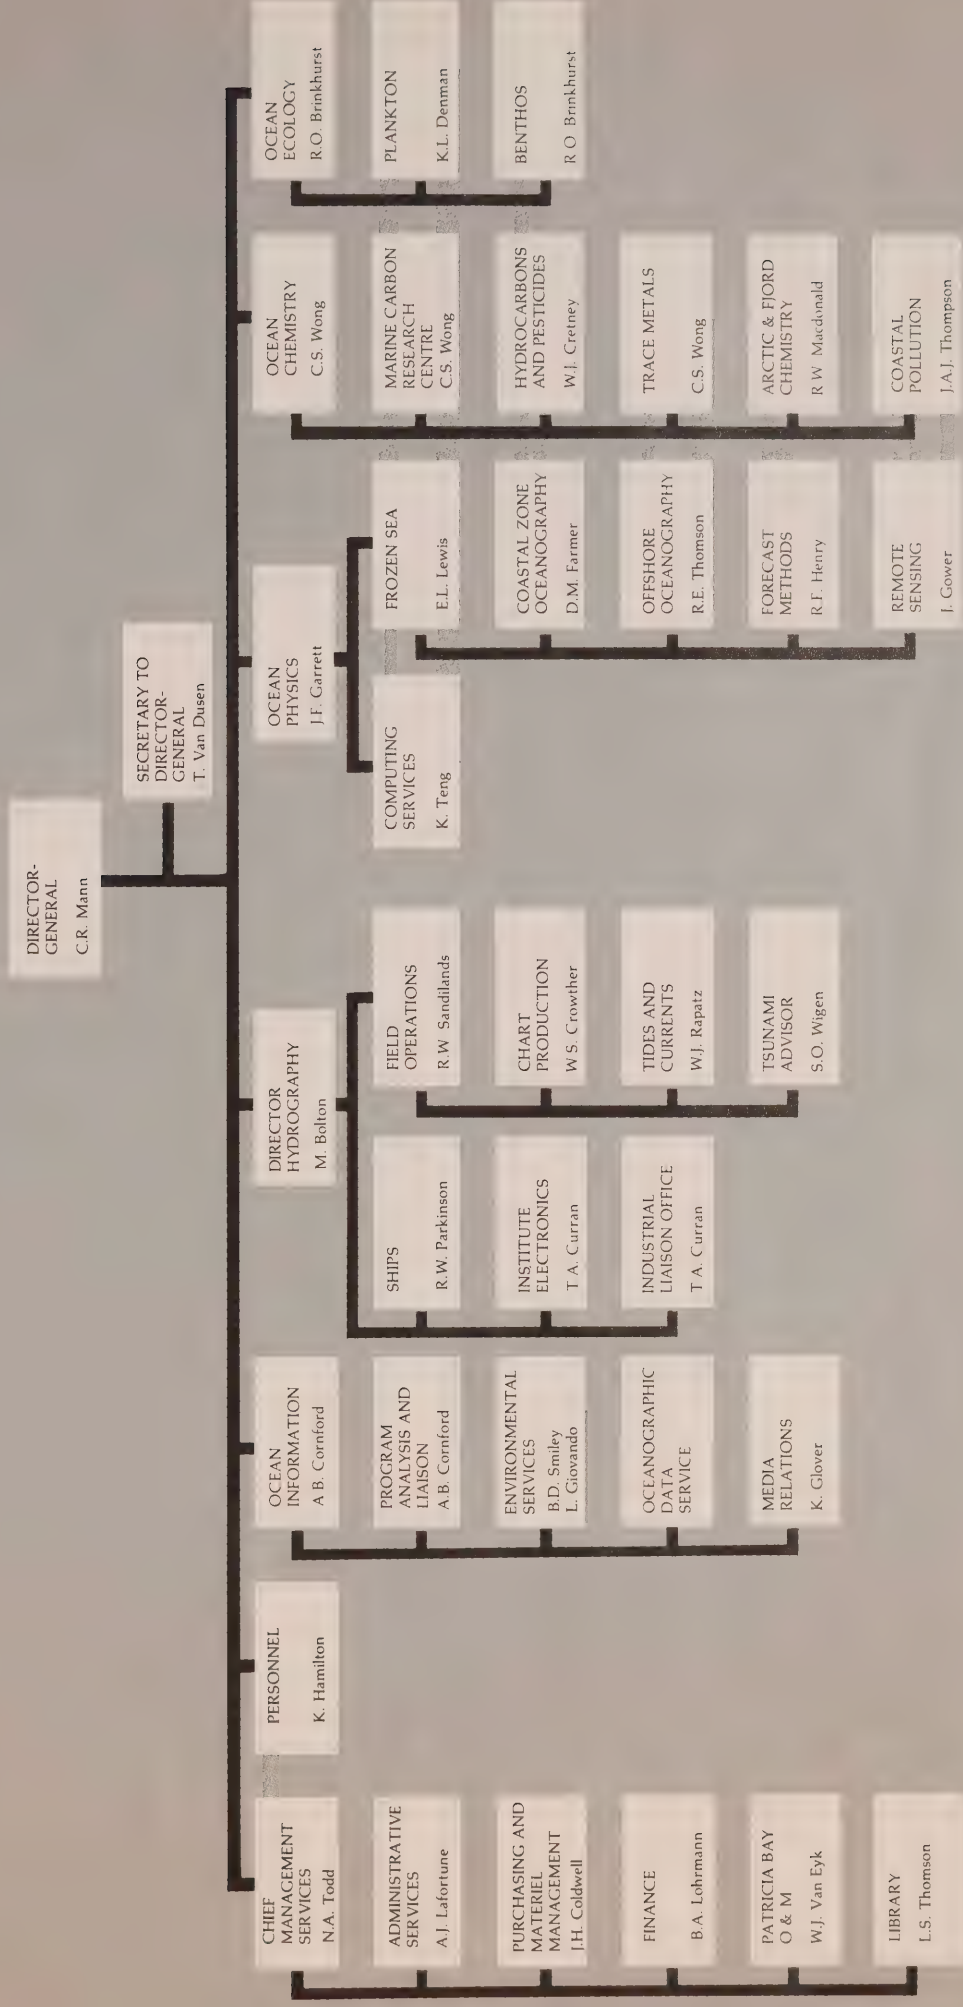 DIRECTOR-
GENERAL
C.R. Mann
SECRETARY TO
DIRECTOR-
GENERAL
T. Van Dusen
CHIEF
MANAGEMENT
SERVICES
N.A. Todd
ADMINISTRATIVE
SERVICES
A.J. Lafortune
PURCHASING AND
MATERIEL
MANAGEMENT
J.H. Coldwell
FINANCE
B.A. Lohrmann
PATRICIA BAY
O & M
W.J. Van Eyk
LIBRARY
L.S. Thomson
PERSONNEL
K. Hamilton
OCEAN
INFORMATION
A B. Cornford
PROGRAM
ANALYSIS AND
LIAISON
A.B. Cornford
ENVIRONMENTAL
SERVICES
B.D. Smiley
L. Giovando
OCEANOGRAPHIC
DATA
SERVICE
MEDIA
RELATIONS
K. Glover
DIRECTOR
HYDROGRAPHY
M. Bolton
SHIPS
R.W. Parkinson
INSTITUTE
ELECTRONICS
T A. Curran
INDUSTRIAL
LIAISON OFFICE
T A. Curran
FIELD
OPERATIONS
R.W Sandilands
CHART
PRODUCTION
W S. Crowther
TIDES AND
CURRENTS
W.J. Rapatz
TSUNAMI
ADVISOR
S.O. Wigen
OCEAN
PHYSICS
J.F. Garrett
COMPUTING
SERVICES
K. Teng
FROZEN SEA
E.L. Lewis
COASTAL ZONE
OCEANOGRAPHY
D.M. Farmer
OFFSHORE
OCEANOGRAPHY
R.E. Thomson
FORECAST
METHODS
R.F. Henry
REMOTE
SENSING
J. Gower
OCEAN
CHEMISTRY
C.S. Wong
MARINE CARBON
RESEARCH
CENTRE
C.S. Wong
HYDROCARBONS
AND PESTICIDES
W.J. Cretney
TRACE METALS
C.S. Wong
ARCTIC & FJORD
CHEMISTRY
R W Macdonald
COASTAL
POLLUTION
J.A.J. Thompson
OCEAN
ECOLOGY
R.O. Brinkhurst
PLANKTON
K.L. Denman
BENTHOS
R O Brinkhurst